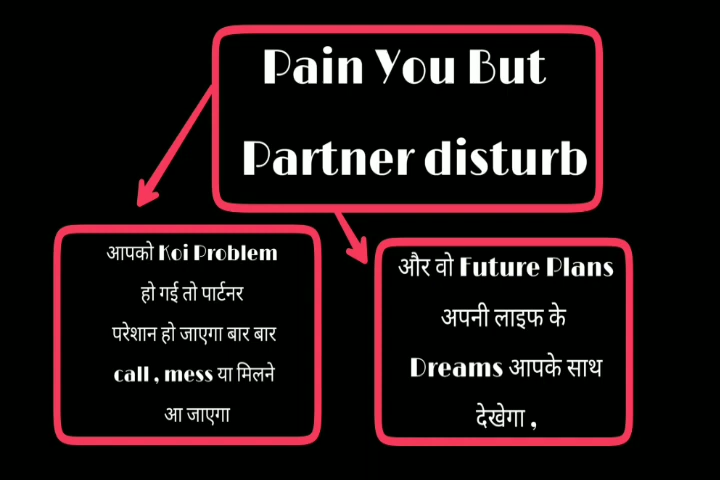 Pain You But
Partner disturb
आपको Koi Problem
हो गई तो पार्टनर
परेशान हो जाएगा बार बार
call , mess या मिलने
आ जाएगा
और वो Future Plans
अपनी लाइफ के
Dreams आपके साथ
देखेगा ,